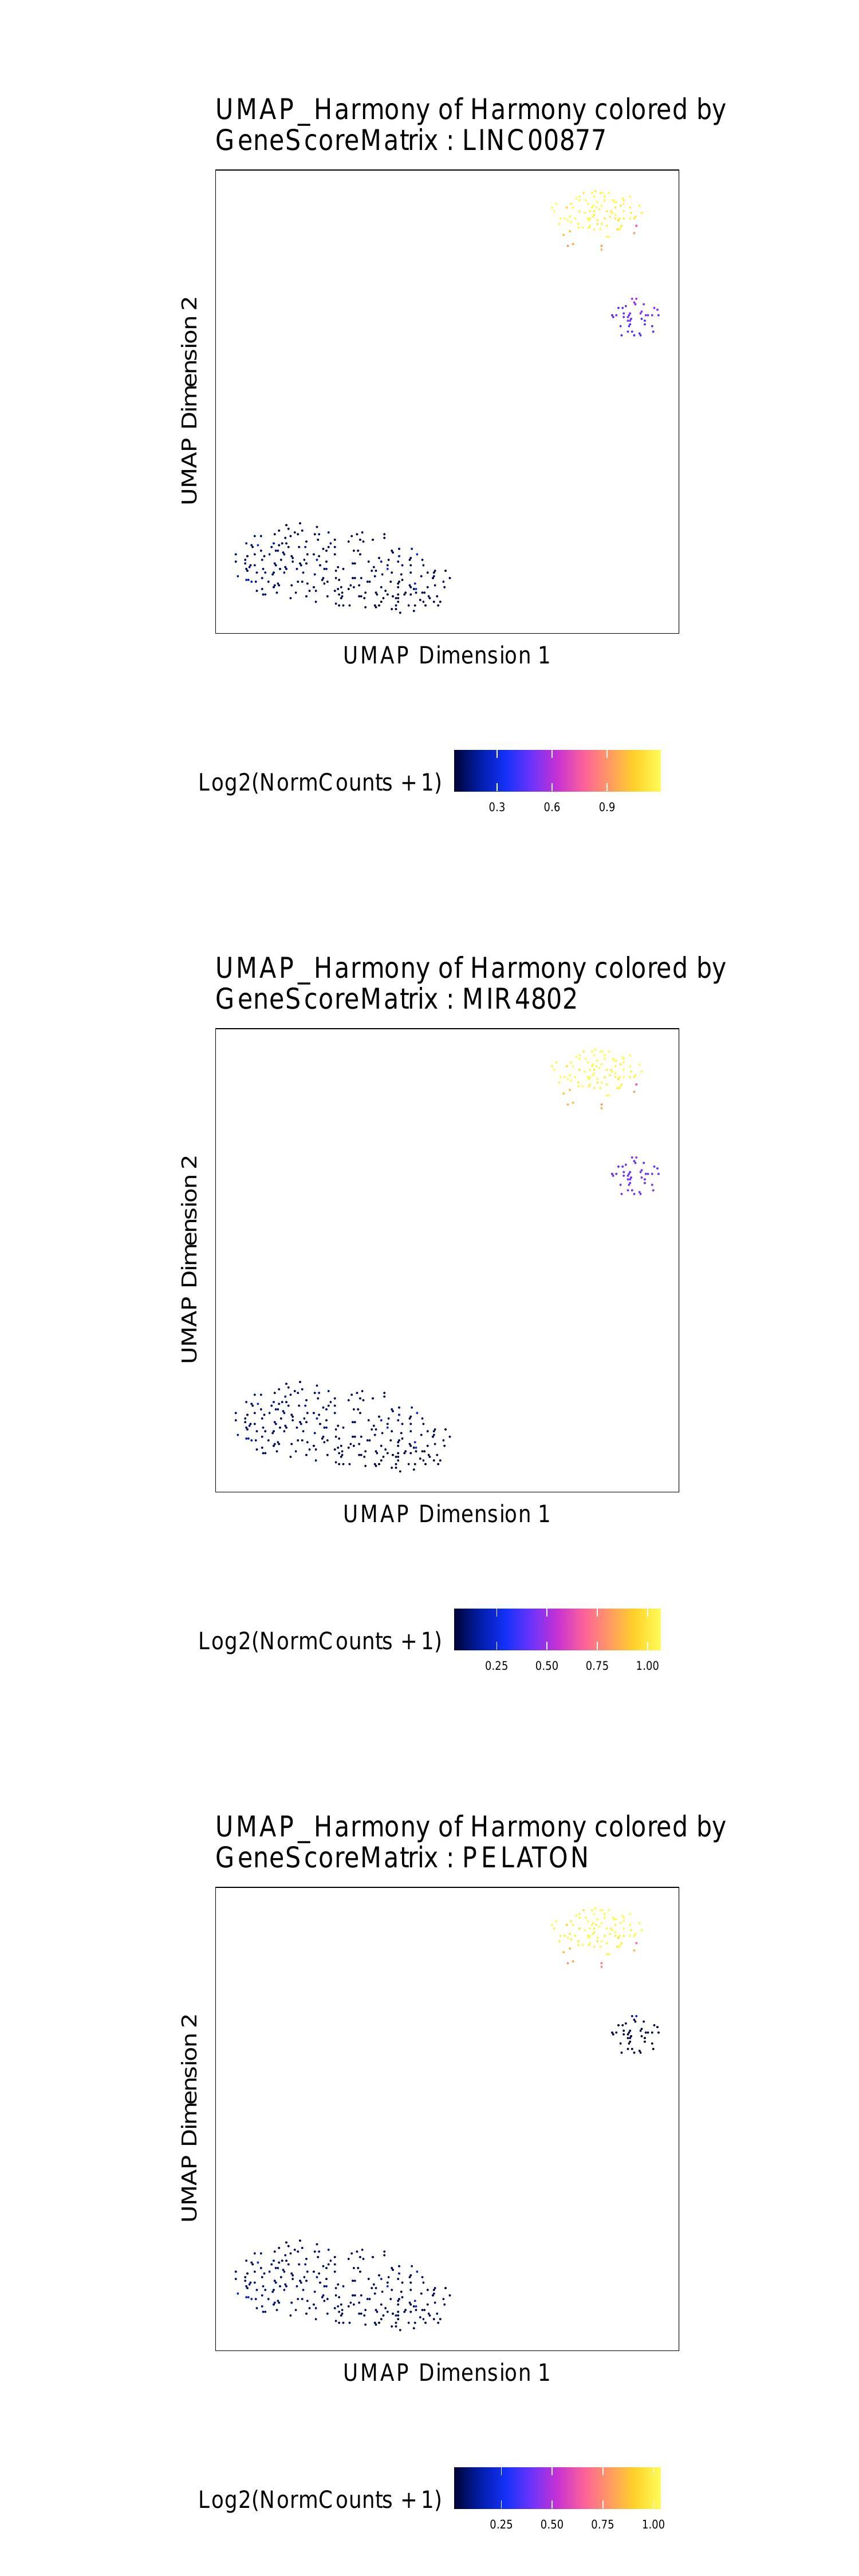 UMAP_Harmony of Harmony colored by
GeneScoreMatrix : LINC00877
UMAP Dimension 2
UMAP Dimension 1
Log2(NormCounts + 1)
0.3 0.6 0.9
UMAP_Harmony of Harmony colored by
GeneScoreMatrix : MIR4802
UMAP Dimension 2
UMAP Dimension 1
Log2(NormCounts + 1)
0.25 0.50 0.75 1.00
UMAP_Harmony of Harmony colored by
GeneScoreMatrix : PELATON
UMAP Dimension 2
UMAP Dimension 1
Log2(NormCounts + 1)
0.25 0.50 0.75 1.00